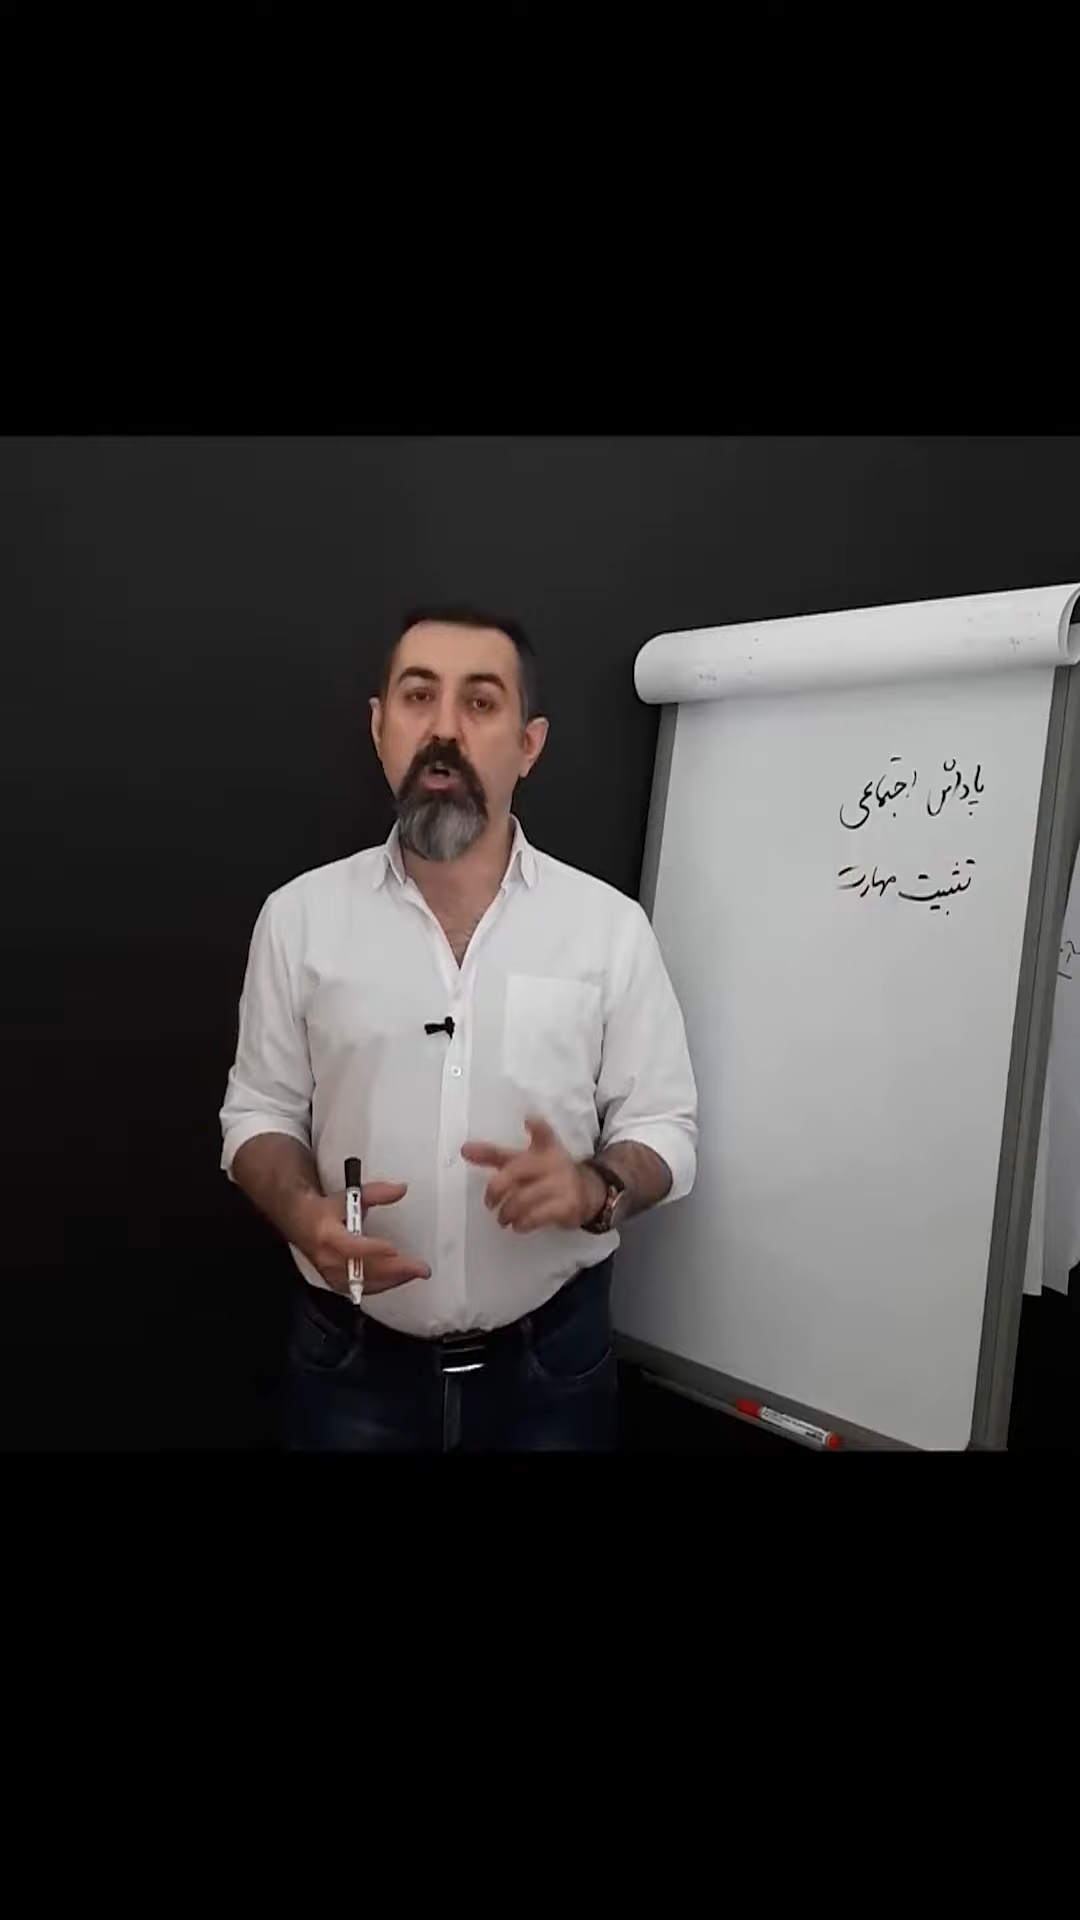 پاداش اجتماعی
تثبیت مهارت